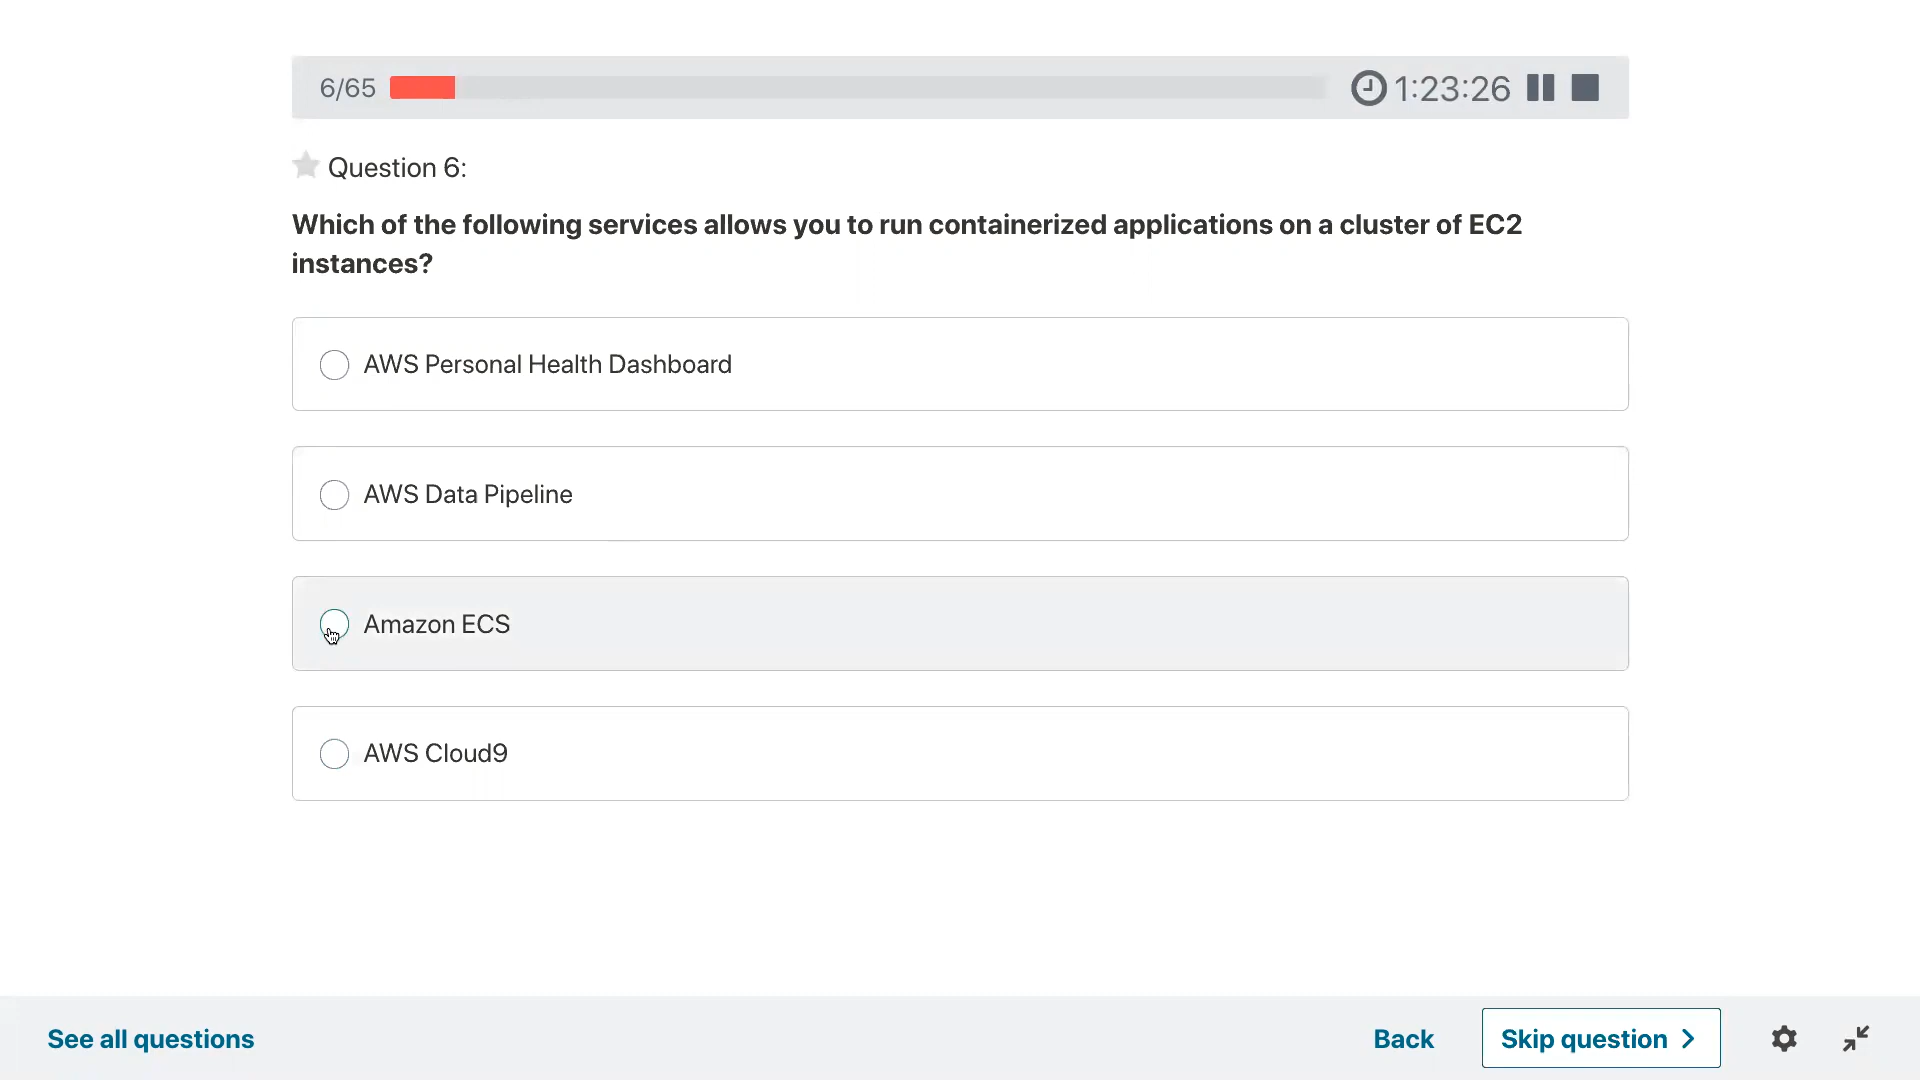 6/65
1:23:26
Question 6:
Which of the following services allows you to run containerized applications on a cluster of EC2
instances?
AWS Personal Health Dashboard
AWS Data Pipeline
Amazon ECS
AWS Cloud9
See all questions
Back
Skip question